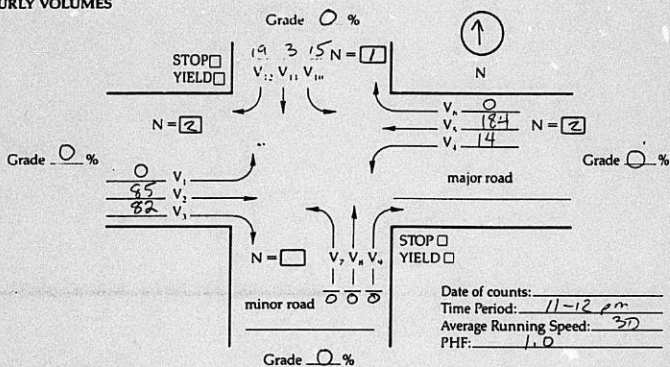 URLY VOLUMES
Grade 0 %
STOP□
YIELD□
19 3 15 N = 1
V₁₂ V₁₁ V₁₀
N
N = 2
V₆ 0
V₅ 184 N = 2
V₄ 14
Grade 0 %
Grade 0 %
0 V₁
85 V₂
82 V₃
major road
N = □ V₇ V₈ V₉
STOP □
YIELD □
minor road 0 0 0
Date of counts:
Time Period: 11-12 pm
Average Running Speed: 30
PHF: 1.0
Grade 0 %